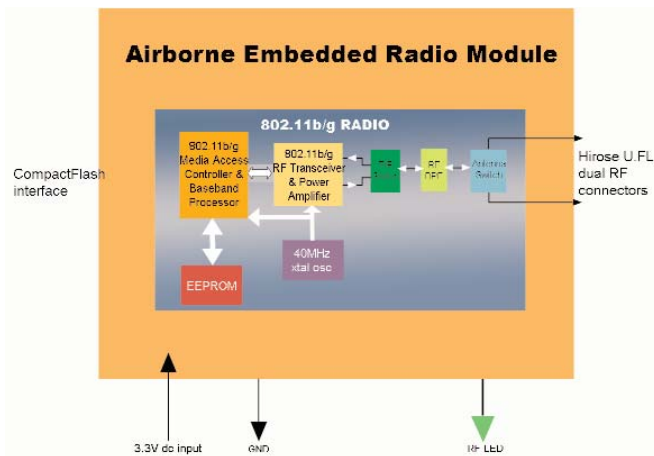 Airborne Embedded Radio Module
802.11b/g RADIO
802.11b/g
Media Access
Controller &
Baseband
Processor
802.11b/g
RF Transceiver
& Power
Amplifier
Antenna
Switch
40MHz
xtal osc
EEPROM
CompactFlash
interface
Hirose U.FL
dual RF
connectors
3.3V dc input
GND
RF LED